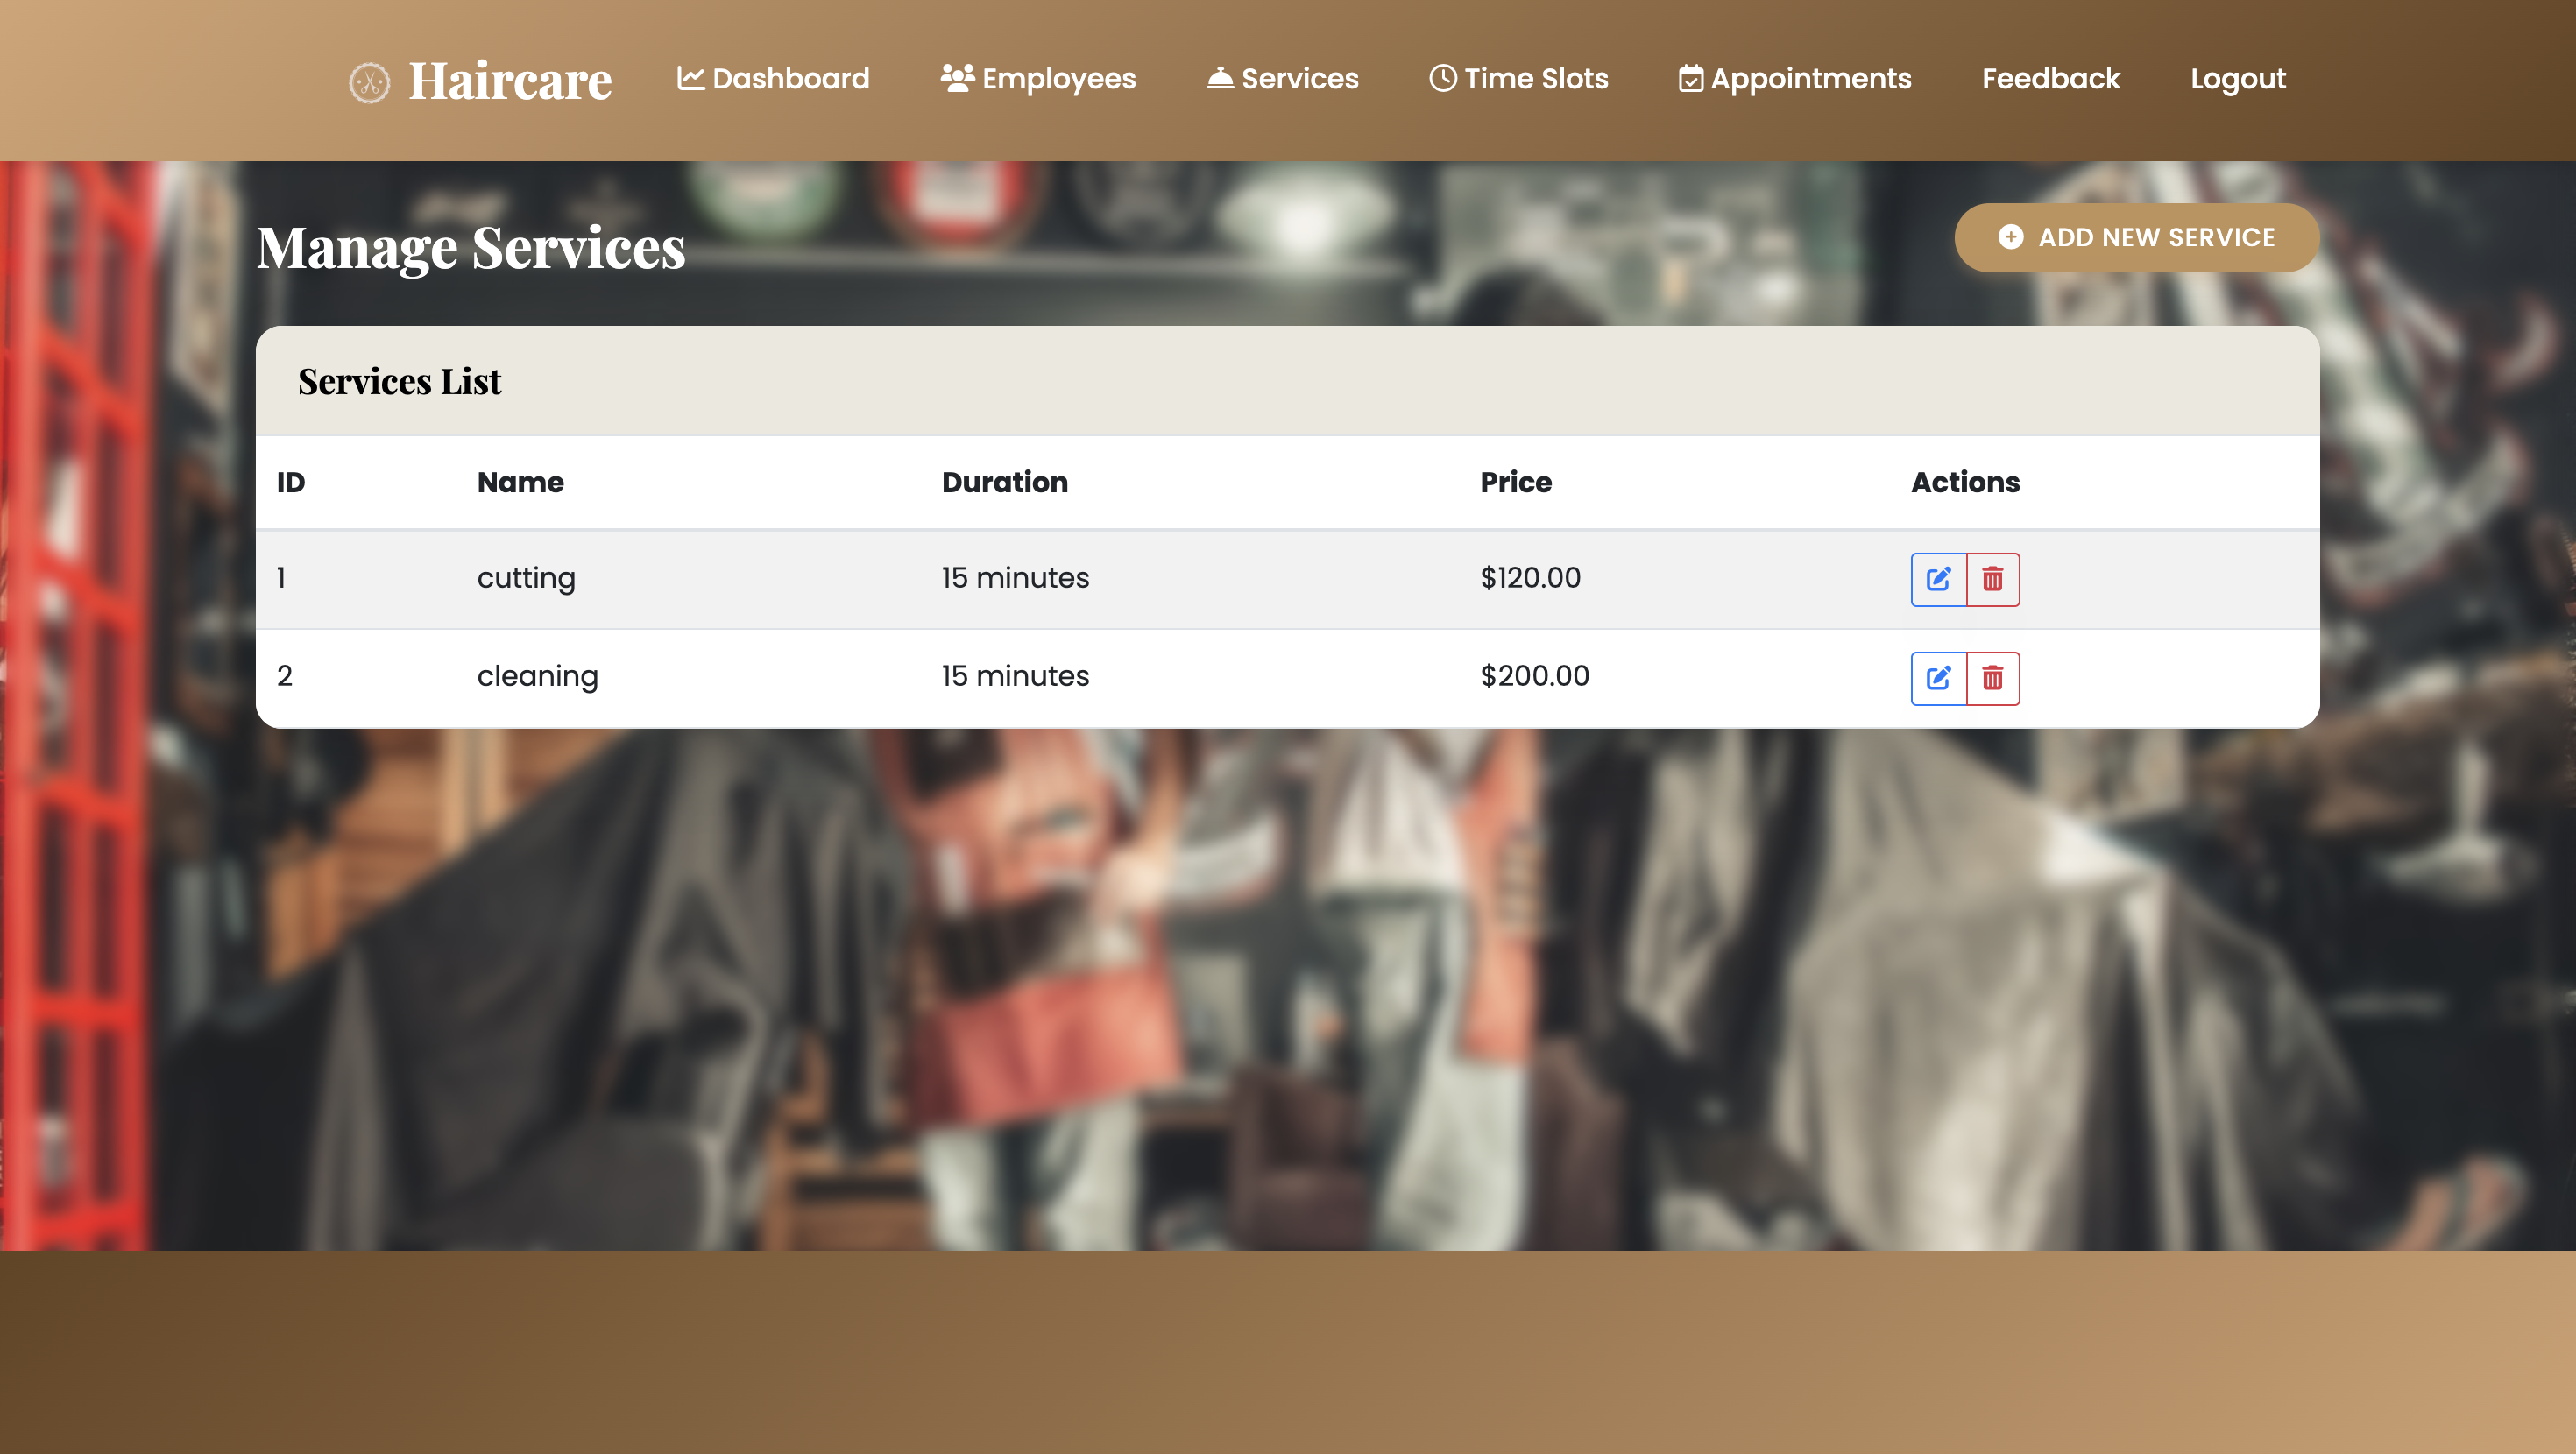 Haircare Dashboard Employees Services Time Slots Appointments Feedback Logout
Manage Services
ADD NEW SERVICE
Services List
ID Name Duration Price Actions
1 cutting 15 minutes $120.00
2 cleaning 15 minutes $200.00